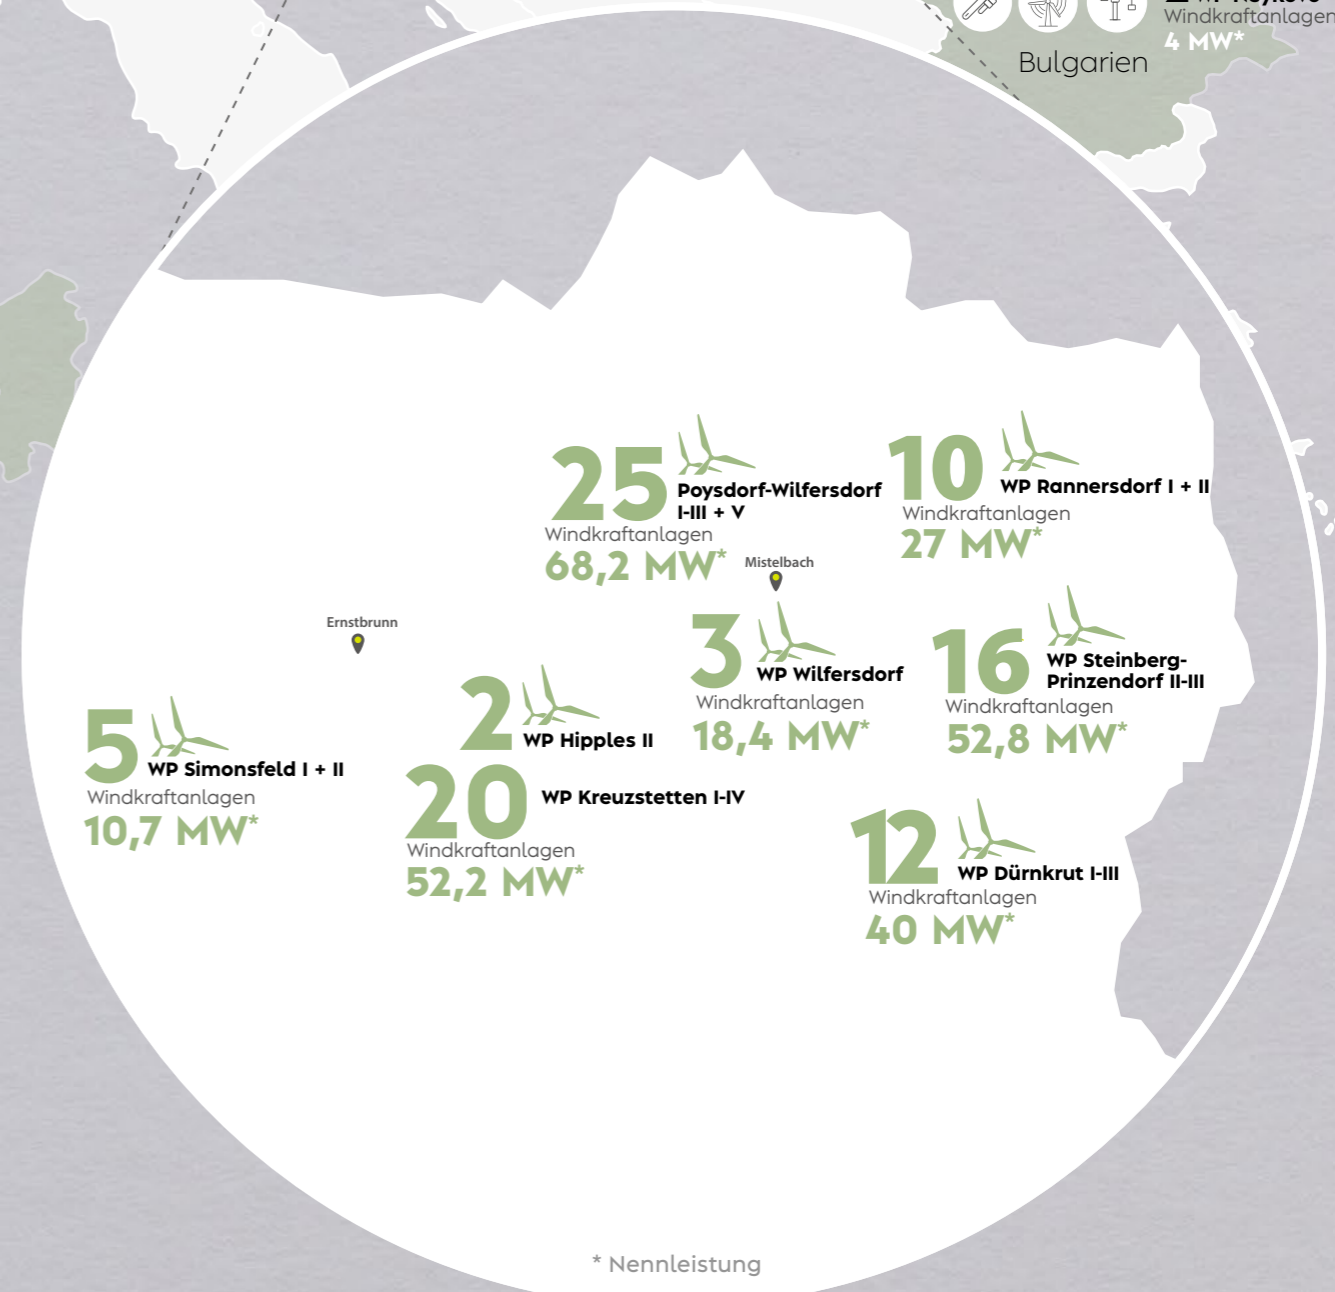 Windkraftanlagen
4 MW*
Bulgarien
25
Poysdorf-Wilfersdorf
I-III + V
Windkraftanlagen
68,2 MW*
10
WP Rannersdorf I + II
Windkraftanlagen
27 MW*
Mistelbach
Ernstbrunn
3
WP Wilfersdorf
Windkraftanlagen
18,4 MW*
16
WP Steinberg-
Prinzendorf II-III
Windkraftanlagen
52,8 MW*
5
WP Simonsfeld I + II
Windkraftanlagen
10,7 MW*
2
WP Hipples II
20
WP Kreuzstetten I-IV
Windkraftanlagen
52,2 MW*
12
WP Dürnkrut I-III
Windkraftanlagen
40 MW*
* Nennleistung